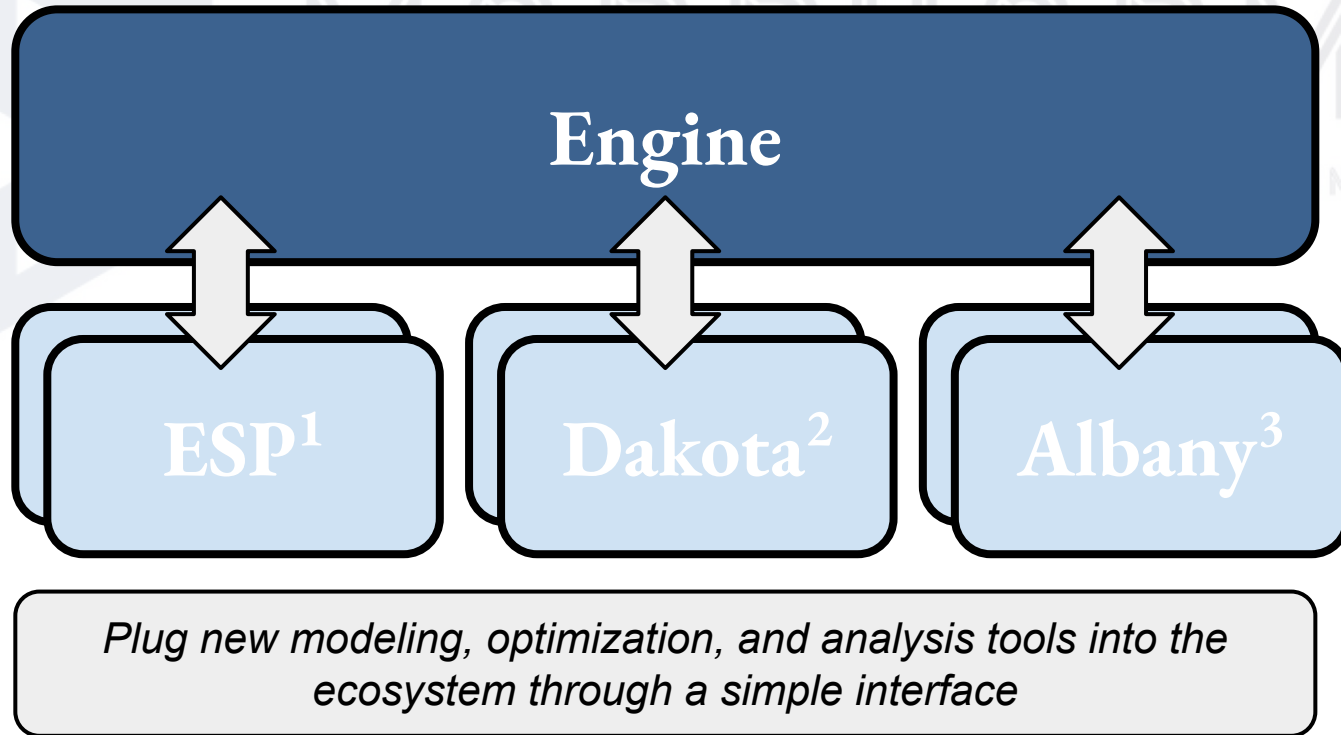 Engine
ESP¹
Dakota²
Albany³
Plug new modeling, optimization, and analysis tools into the
ecosystem through a simple interface